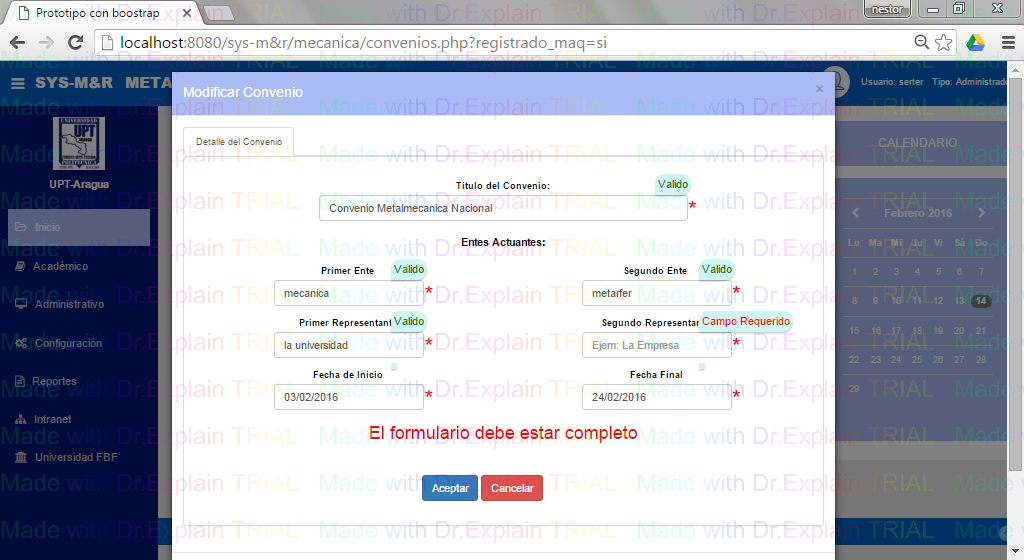 Prototipo con boostrap
nestor
localhost:8080/sys-m&r/mecanica/convenios.php?registrado_maq=si
SYS-M&R META
Usuario: serter Tipo: Administrado
Modificar Convenio
×
Detalle del Convenio
UNIVERSIDAD
UPT
ARAGUA
UPT-Aragua
CALENDARIO
Titulo del Convenio:
Valido
Convenio Metalmecanica Nacional
*
Inicio
Febrero 2016
Entes Actuantes:
Lu Ma Mi Ju Vi Sá Do
Académico
Primer Ente
Valido
Segundo Ente
Valido
1 2 3 4 5 6 7
mecanica
*
metarfer
*
Administrativo
8 9 10 11 12 13 14
Primer Representant
Valido
Segundo Representar
Campo Requerido
15 16 17 18 19 20 21
Configuración
la universidad
*
Ejem: La Empresa
*
22 23 24 25 26 27 28
Reportes
Fecha de Inicio
Fecha Final
29
03/02/2016
*
24/02/2016
*
Intranet
El formulario debe estar completo
Universidad FBF
Aceptar
Cancelar
Made with Dr.Explain TRIAL